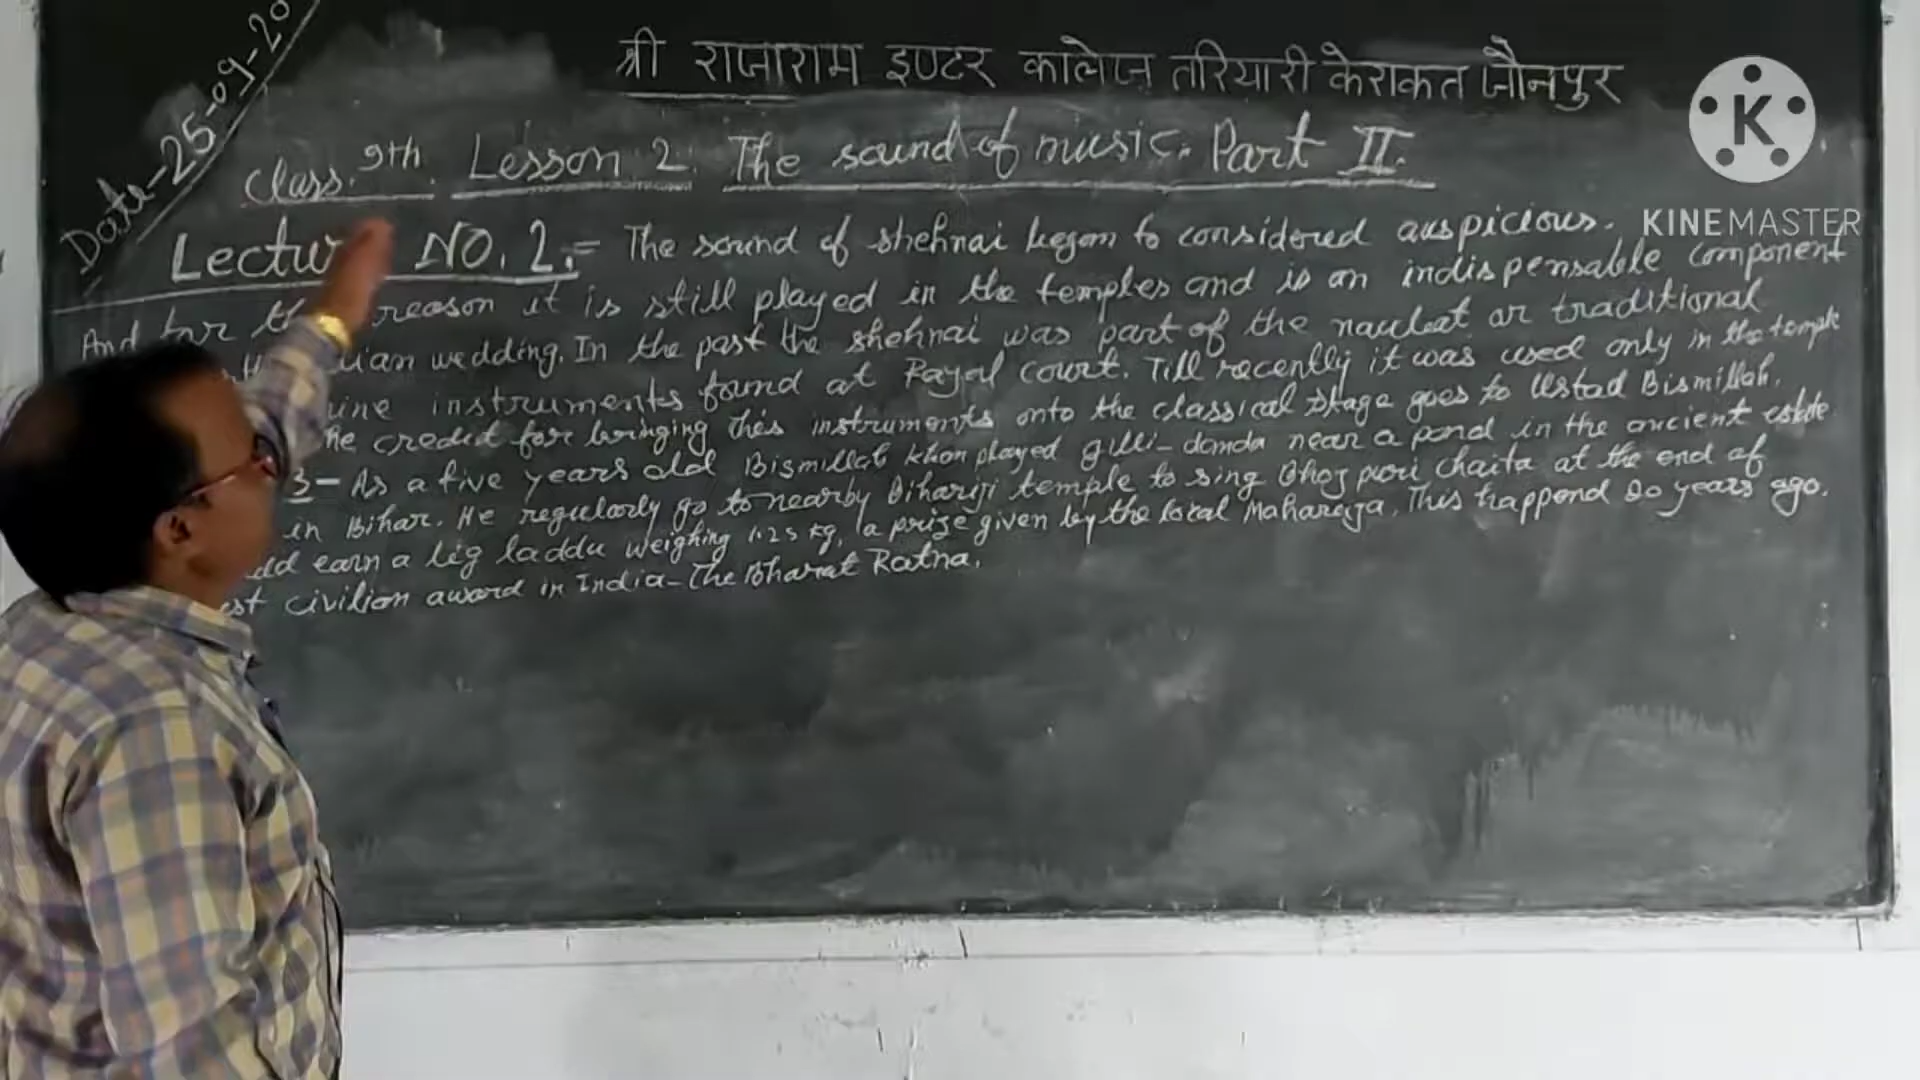 Date-25-09-20
श्री राजाराम इण्टर कालेज तरियारी केराकत जौनपुर
KINEMASTER
Class. 9th. Lesson 2. The sound of music. Part II.
Lectur NO. 2.- The sound of shehnai began to considered auspicious.
And for reason it is still played in the temples and is an indispensable component
wedding. In the past the shehnai was part of the naubat or traditional
instruments found at Royal court. Till recently it was used only in the temple
credit for bringing this instruments onto the classical stage goes to Ustad Bismillah.
3- As a five years old Bismillah khan played gilli-danda near a pond in the ancient estate
in Bihar. He regularly go to nearby Bihariji temple to sing Bhojpuri Chaita at the end of
earn a big laddu weighing 1.25 kg, a prize given by the local Maharaja. This happend 80 years ago.
civilian award in India-The Bharat Ratna.